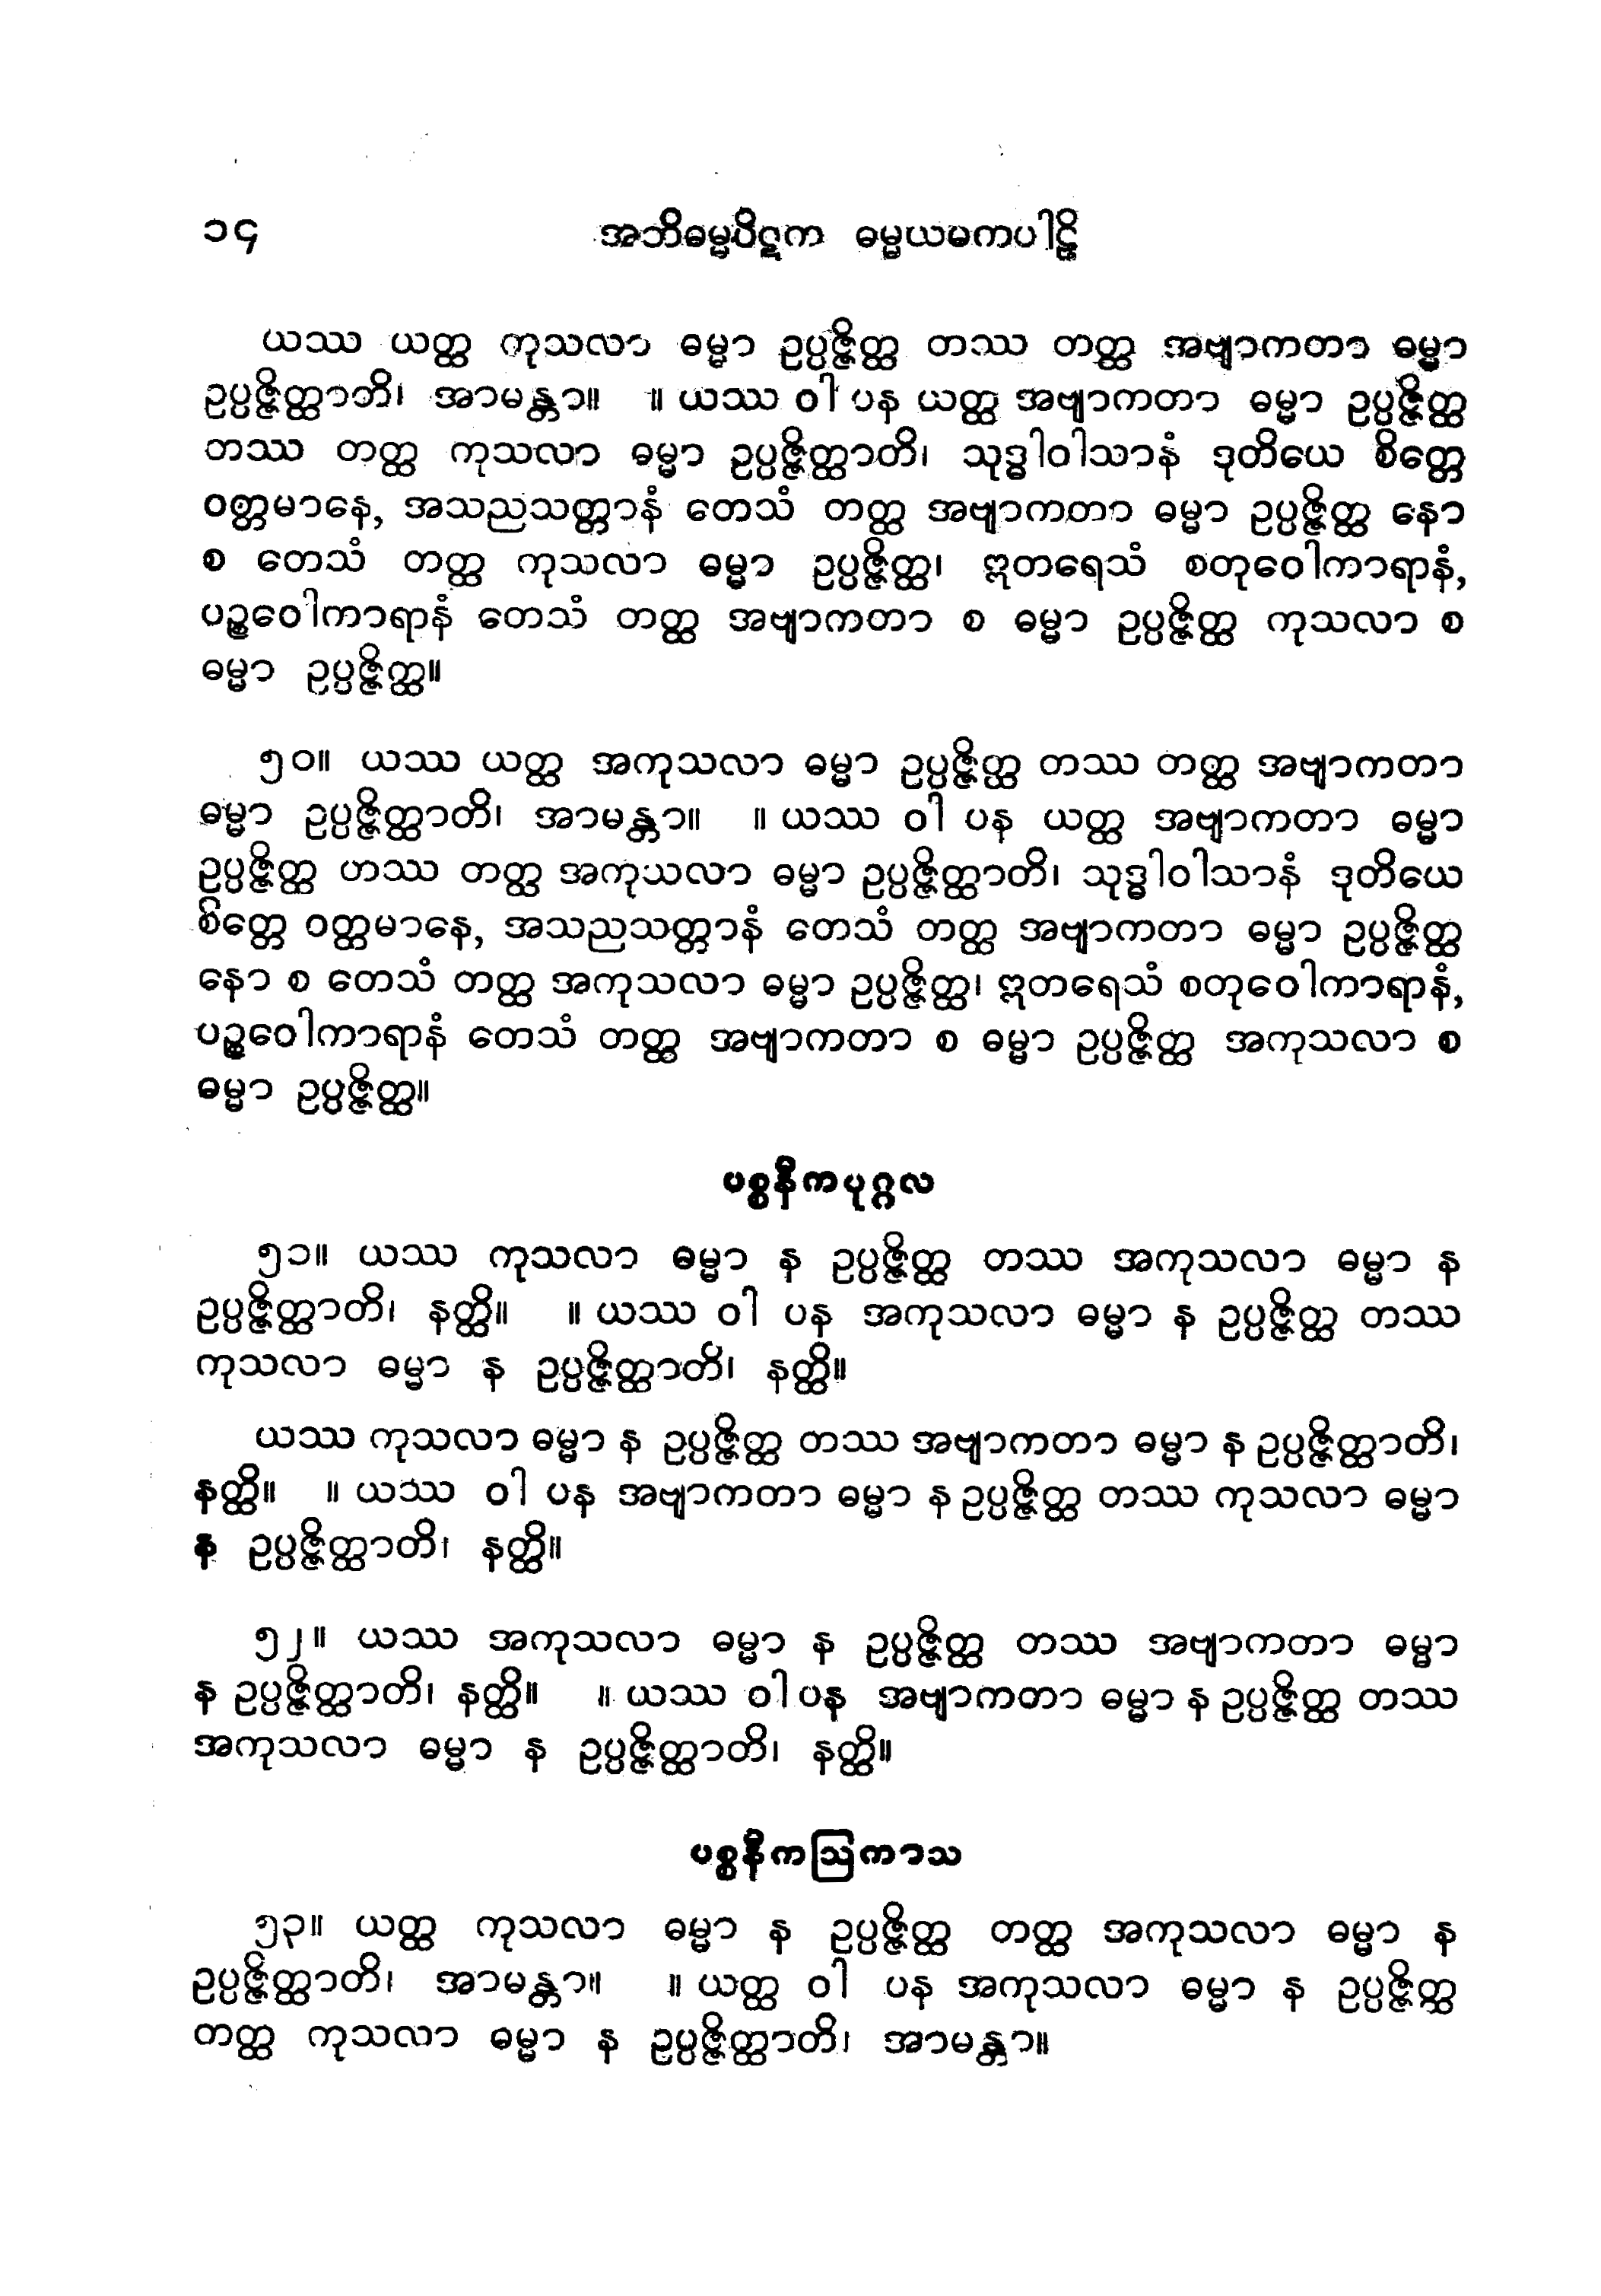 ၁၄ အဘိဓမ္မပိဋက ဓမ္မယမကပါဠိ
ယဿ ယတ္ထ ကုသလာ ဓမ္မာ ဥပ္ပဇ္ဇိတ္ထ တဿ တတ္ထ အဗျာကတာ ဓမ္မာ
ဥပ္ပဇ္ဇိတ္ထာတိ၊ အာမန္တာ။ ။ ယဿ ဝါ ပန ယတ္ထ အဗျာကတာ ဓမ္မာ ဥပ္ပဇ္ဇိတ္ထ
တဿ တတ္ထ ကုသလာ ဓမ္မာ ဥပ္ပဇ္ဇိတ္ထာတိ၊ သုဒ္ဓါဝါသာနံ ဒုတိယေ စိတ္တေ
ဝတ္တမာနေ, အသညသတ္တာနံ တေသံ တတ္ထ အဗျာကတာ ဓမ္မာ ဥပ္ပဇ္ဇိတ္ထ နော
စ တေသံ တတ္ထ ကုသလာ ဓမ္မာ ဥပ္ပဇ္ဇိတ္ထ၊ ဣတရေသံ စတုဝေါကာရာနံ,
ပဉ္စဝေါကာရာနံ တေသံ တတ္ထ အဗျာကတာ စ ဓမ္မာ ဥပ္ပဇ္ဇိတ္ထ ကုသလာ စ
ဓမ္မာ ဥပ္ပဇ္ဇိတ္ထ။
၅၀။ ယဿ ယတ္ထ အကုသလာ ဓမ္မာ ဥပ္ပဇ္ဇိတ္ထ တဿ တတ္ထ အဗျာကတာ
ဓမ္မာ ဥပ္ပဇ္ဇိတ္ထာတိ၊ အာမန္တာ။ ။ ယဿ ဝါ ပန ယတ္ထ အဗျာကတာ ဓမ္မာ
ဥပ္ပဇ္ဇိတ္ထ တဿ တတ္ထ အကုသလာ ဓမ္မာ ဥပ္ပဇ္ဇိတ္ထာတိ၊ သုဒ္ဓါဝါသာနံ ဒုတိယေ
စိတ္တေ ဝတ္တမာနေ, အသညသတ္တာနံ တေသံ တတ္ထ အဗျာကတာ ဓမ္မာ ဥပ္ပဇ္ဇိတ္ထ
နော စ တေသံ တတ္ထ အကုသလာ ဓမ္မာ ဥပ္ပဇ္ဇိတ္ထ၊ ဣတရေသံ စတုဝေါကာရာနံ,
ပဉ္စဝေါကာရာနံ တေသံ တတ္ထ အဗျာကတာ စ ဓမ္မာ ဥပ္ပဇ္ဇိတ္ထ အကုသလာ စ
ဓမ္မာ ဥပ္ပဇ္ဇိတ္ထ။
ပစ္စနီကပုဂ္ဂလ
၅၁။ ယဿ ကုသလာ ဓမ္မာ န ဥပ္ပဇ္ဇိတ္ထ တဿ အကုသလာ ဓမ္မာ န
ဥပ္ပဇ္ဇိတ္ထာတိ၊ နတ္ထိ။ ။ ယဿ ဝါ ပန အကုသလာ ဓမ္မာ န ဥပ္ပဇ္ဇိတ္ထ တဿ
ကုသလာ ဓမ္မာ န ဥပ္ပဇ္ဇိတ္ထာတိ၊ နတ္ထိ။
ယဿ ကုသလာ ဓမ္မာ န ဥပ္ပဇ္ဇိတ္ထ တဿ အဗျာကတာ ဓမ္မာ န ဥပ္ပဇ္ဇိတ္ထာတိ၊
နတ္ထိ။ ။ ယဿ ဝါ ပန အဗျာကတာ ဓမ္မာ န ဥပ္ပဇ္ဇိတ္ထ တဿ ကုသလာ ဓမ္မာ
န ဥပ္ပဇ္ဇိတ္ထာတိ၊ နတ္ထိ။
၅၂။ ယဿ အကုသလာ ဓမ္မာ န ဥပ္ပဇ္ဇိတ္ထ တဿ အဗျာကတာ ဓမ္မာ
န ဥပ္ပဇ္ဇိတ္ထာတိ၊ နတ္ထိ။ ။ ယဿ ဝါ ပန အဗျာကတာ ဓမ္မာ န ဥပ္ပဇ္ဇိတ္ထ တဿ
အကုသလာ ဓမ္မာ န ဥပ္ပဇ္ဇိတ္ထာတိ၊ နတ္ထိ။
ပစ္စနီကဩကာသ
၅၃။ ယတ္ထ ကုသလာ ဓမ္မာ န ဥပ္ပဇ္ဇိတ္ထ တတ္ထ အကုသလာ ဓမ္မာ န
ဥပ္ပဇ္ဇိတ္ထာတိ၊ အာမန္တာ။ ။ ယတ္ထ ဝါ ပန အကုသလာ ဓမ္မာ န ဥပ္ပဇ္ဇိတ္ထ
တတ္ထ ကုသလာ ဓမ္မာ န ဥပ္ပဇ္ဇိတ္ထာတိ၊ အာမန္တာ။